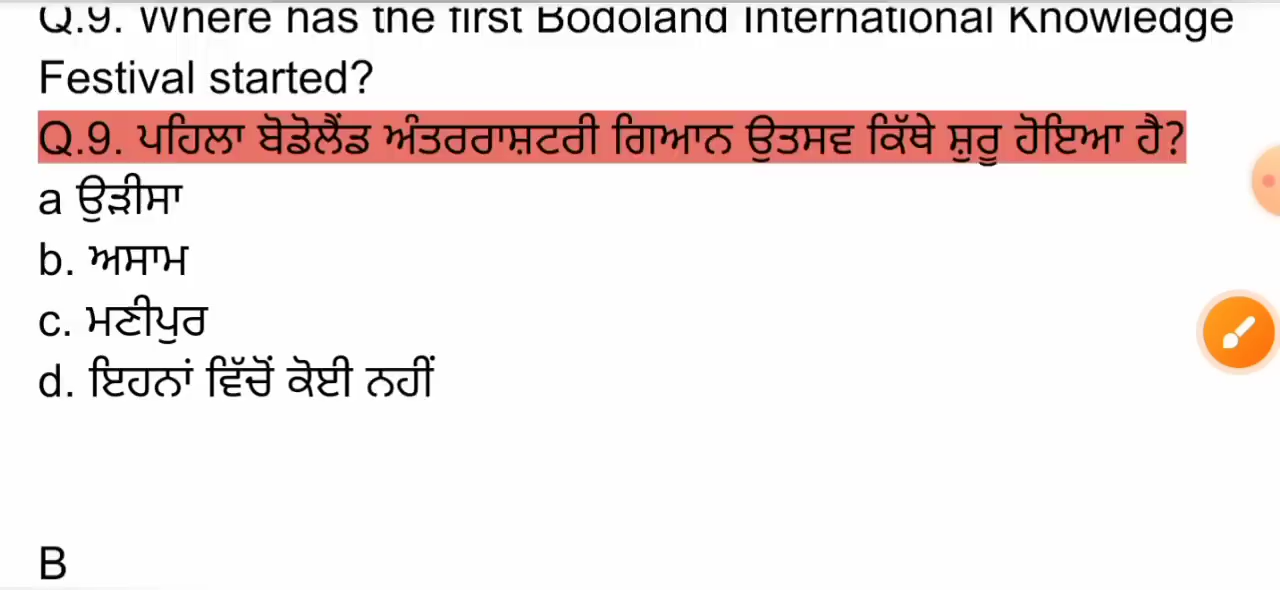 Q.9. Where has the first Bodoland International Knowledge
Festival started?
Q.9. ਪਹਿਲਾ ਬੋਡੋਲੈਂਡ ਅੰਤਰਰਾਸ਼ਟਰੀ ਗਿਆਨ ਉਤਸਵ ਕਿੱਥੇ ਸ਼ੁਰੂ ਹੋਇਆ ਹੈ?
a ਉੜੀਸਾ
b. ਅਸਾਮ
c. ਮਣੀਪੁਰ
d. ਇਹਨਾਂ ਵਿੱਚੋਂ ਕੋਈ ਨਹੀਂ
B